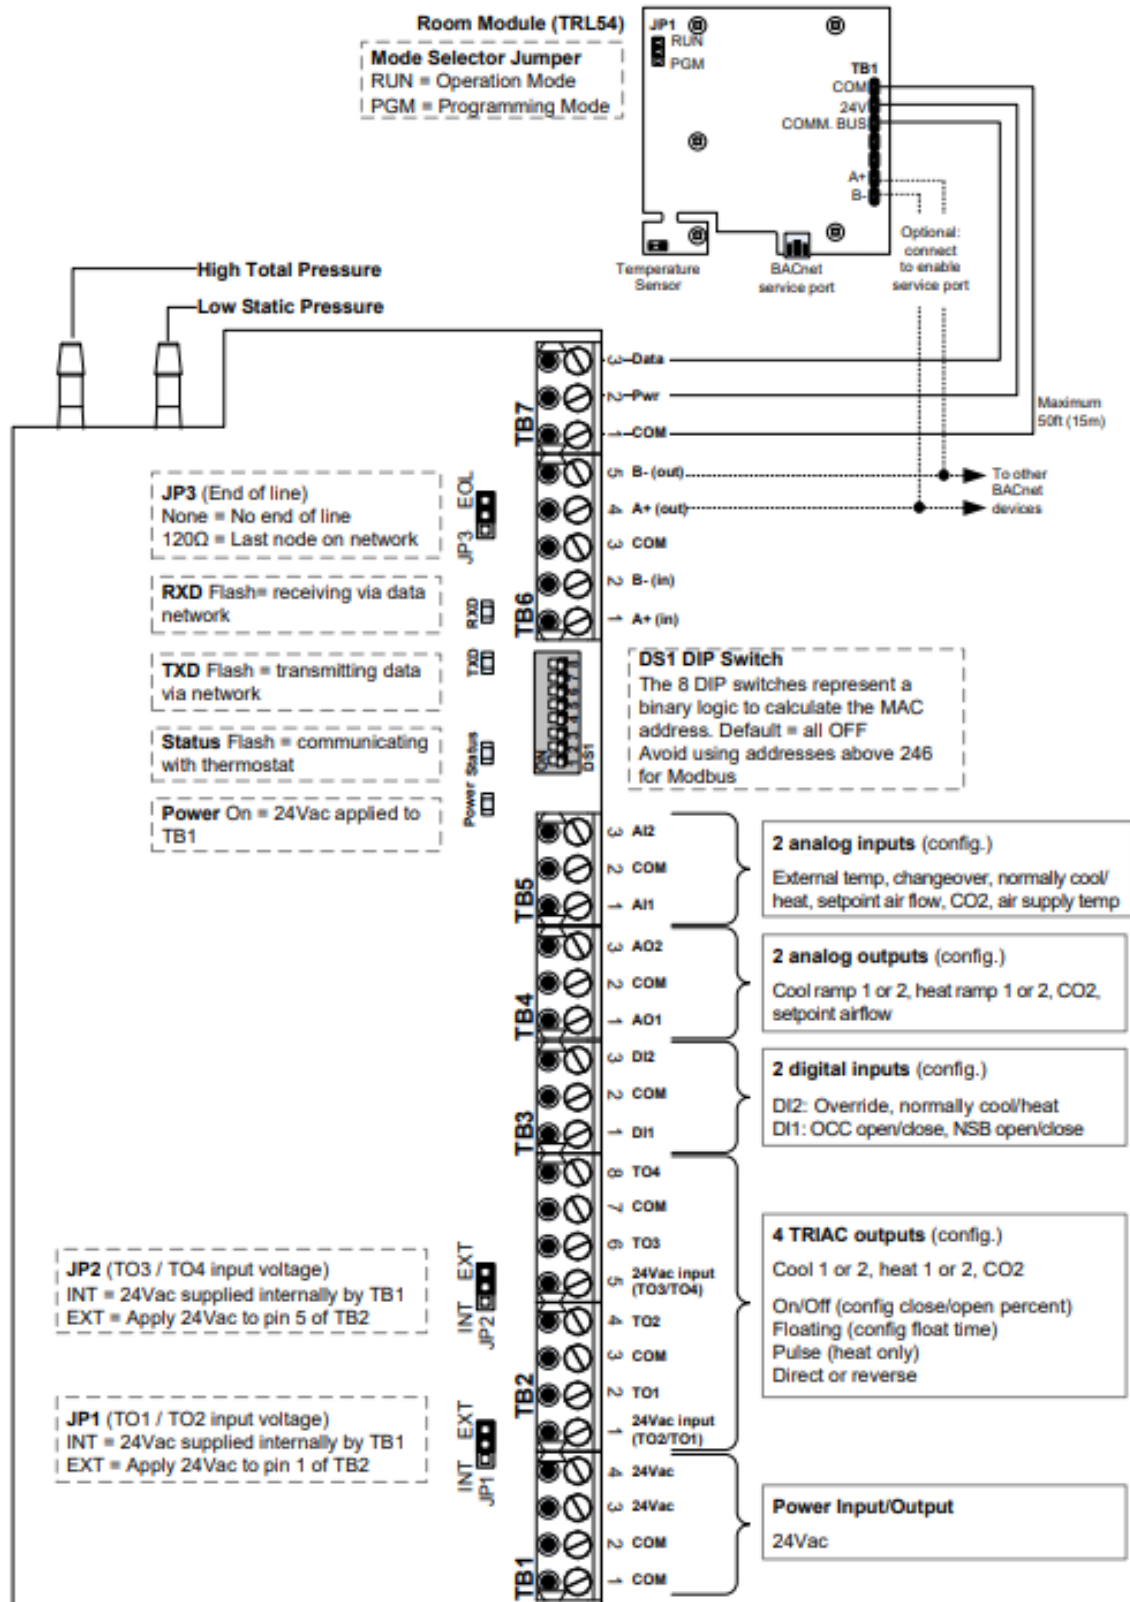 Room Module (TRL54)
Mode Selector Jumper
RUN = Operation Mode
PGM = Programming Mode
JP1
RUN
PGM
TB1
COM
24V
COMM. BUS
A+
B-
Optional:
connect
to enable
service port
Temperature
Sensor
BACnet
service port
High Total Pressure
Low Static Pressure
Maximum
50ft (15m)
TB7
3 Data
2 Pwr
1 COM
TB6
5 B- (out)
4 A+ (out)
3 COM
2 B- (in)
1 A+ (in)
To other
BACnet
devices
JP3 (End of line)
None = No end of line
120Ω = Last node on network
JP3 EOL
RXD Flash= receiving via data
network
RXD
TXD Flash = transmitting data
via network
TXD
Status Flash = communicating
with thermostat
Status
Power On = 24Vac applied to
TB1
Power
ON
1 2 3 4 5 6 7 8
DS1
DS1 DIP Switch
The 8 DIP switches represent a
binary logic to calculate the MAC
address. Default = all OFF
Avoid using addresses above 246
for Modbus
TB5
3 AI2
2 COM
1 AI1
2 analog inputs (config.)
External temp, changeover, normally cool/
heat, setpoint air flow, CO2, air supply temp
TB4
3 AO2
2 COM
1 AO1
2 analog outputs (config.)
Cool ramp 1 or 2, heat ramp 1 or 2, CO2,
setpoint airflow
TB3
3 DI2
2 COM
1 DI1
2 digital inputs (config.)
DI2: Override, normally cool/heat
DI1: OCC open/close, NSB open/close
TB2
8 TO4
7 COM
6 TO3
5 24Vac input
(TO3/TO4)
4 TO2
3 COM
2 TO1
1 24Vac input
(TO2/TO1)
4 TRIAC outputs (config.)
Cool 1 or 2, heat 1 or 2, CO2
On/Off (config close/open percent)
Floating (config float time)
Pulse (heat only)
Direct or reverse
JP2 (TO3 / TO4 input voltage)
INT = 24Vac supplied internally by TB1
EXT = Apply 24Vac to pin 5 of TB2
INT EXT
JP2
JP1 (TO1 / TO2 input voltage)
INT = 24Vac supplied internally by TB1
EXT = Apply 24Vac to pin 1 of TB2
INT EXT
JP1
TB1
4 24Vac
3 24Vac
2 COM
1 COM
Power Input/Output
24Vac